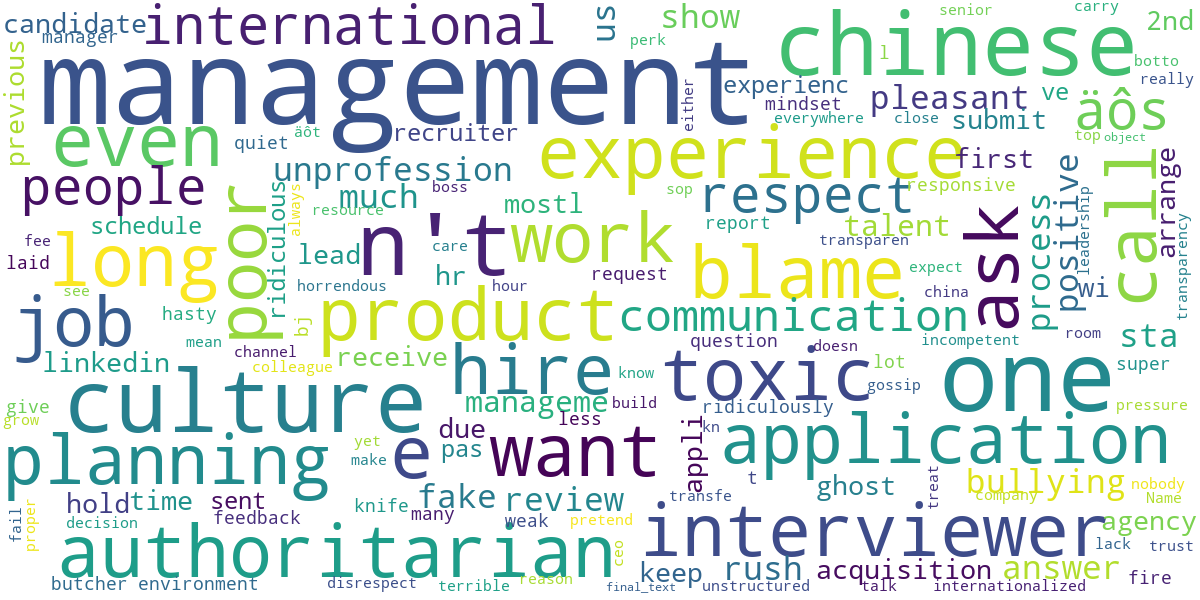 candidate
international
us
show
senior
carry
2nd
manager
management
perk
chinese
l
botto
really
previous
even
quiet
äôt
recruiter
either
experienc
mindset
pleasant
ve
everywhere
close
submit
äôs
top
object
people
unprofession
experience
first
poor
ridiculous
always
much
boss
mostl
sop
respect
responsive
process
positive
leadership
call
arrange
schedule
resource
report
talent
ask
transparency
fee
laid
long
lead
n't
care
work
transparen
horrendous
hr
hour
request
blame
expect
wi
see
job
hasty
bj
product
communication
china
room
sta
mean
channel
question
doesn
incompetent
linkedin
colleague
receive
hire
know
toxic
lot
gossip
one
super
give
grow
culture
manageme
build
ridiculously
pressure
planning
yet
make
e
due
pas
less
want
appli
kn
application
hold
time
sent
knife
fake
review
transfe
t
ghost
treat
bullying
company
nobody
Name
fail
proper
decision
feedback
many
weak
pretend
interviewer
agency
authoritarian
ceo
lack
trust
butcher
environment
disrespect
terrible
reason
final_text
keep
rush
unstructured
acquisition
talk
answer
internationalized
fire